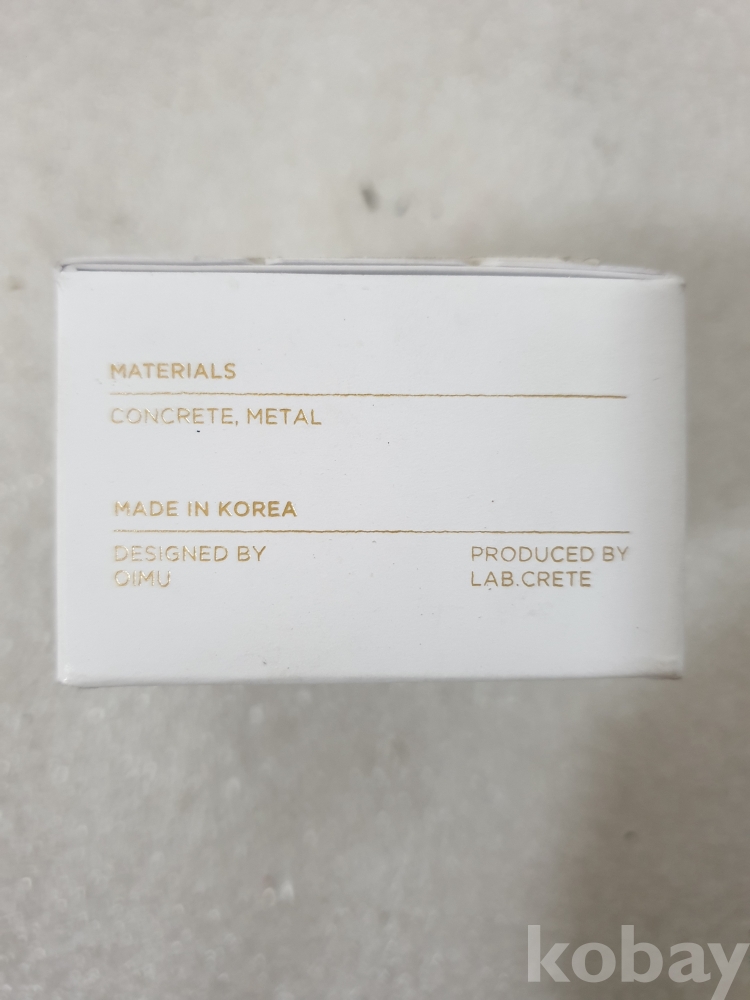 MATERIALS
CONCRETE, METAL
MADE IN KOREA
DESIGNED BY
OIMU
PRODUCED BY
LAB.CRETE
kobay